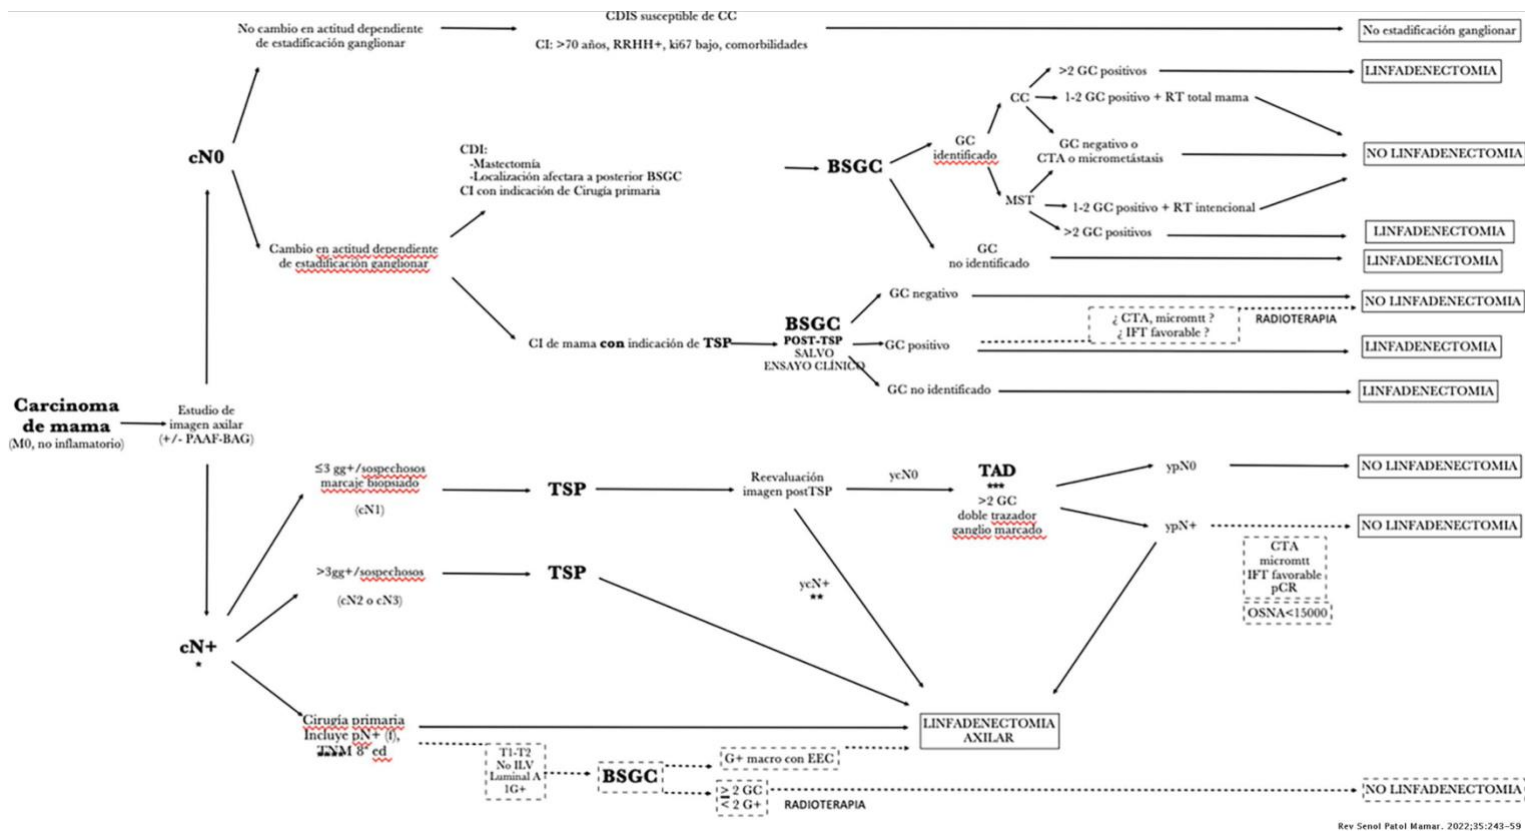 CDIS susceptible de CC
No cambio en actitud dependiente
de estadificación ganglionar
CI: >70 años, RRHH+, ki67 bajo, comorbilidades
No estadificación ganglionar
>2 GC positivos
LINFADENECTOMIA
CC
1-2 GC positivo + RT total mama
cN0
CDI:
-Mastectomía
-Localización afectara a posterior BSGC
CI con indicación de Cirugía primaria
BSGC
GC
identificado
GC negativo o
CTA o micrometástasis
NO LINFADENECTOMIA
MST
1-2 GC positivo + RT intencional
>2 GC positivos
LINFADENECTOMIA
Cambio en actitud dependiente
de estadificación ganglionar
GC
no identificado
LINFADENECTOMIA
GC negativo
NO LINFADENECTOMIA
¿ CTA, micromtt ?
¿ IFT favorable ?
RADIOTERAPIA
CI de mama con indicación de TSP
BSGC
POST-TSP
SALVO
ENSAYO CLÍNICO
GC positivo
LINFADENECTOMIA
GC no identificado
LINFADENECTOMIA
Carcinoma
de mama
(M0, no inflamatorio)
Estudio de
imagen axilar
(+/- PAAF-BAG)
≤3 gg+/sospechosos
marcaje biopsiado
(cN1)
TSP
Reevaluación
imagen postTSP
ycN0
TAD
***
>2 GC
doble trazador
ganglio marcado
ypN0
NO LINFADENECTOMIA
ypN+
NO LINFADENECTOMIA
CTA
micromtt
IFT favorable
pCR
OSNA<15000
>3gg+/sospechosos
(cN2 o cN3)
TSP
ycN+
**
cN+
*
Cirugía primaria
Incluye pN+ (f),
TNM 8ª ed
****
LINFADENECTOMIA
AXILAR
T1-T2
No ILV
Luminal A
1G+
BSGC
G+ macro con EEC
≥ 2 GC
< 2 G+
RADIOTERAPIA
NO LINFADENECTOMIA
Rev Senol Patol Mamar. 2022;35:243-59